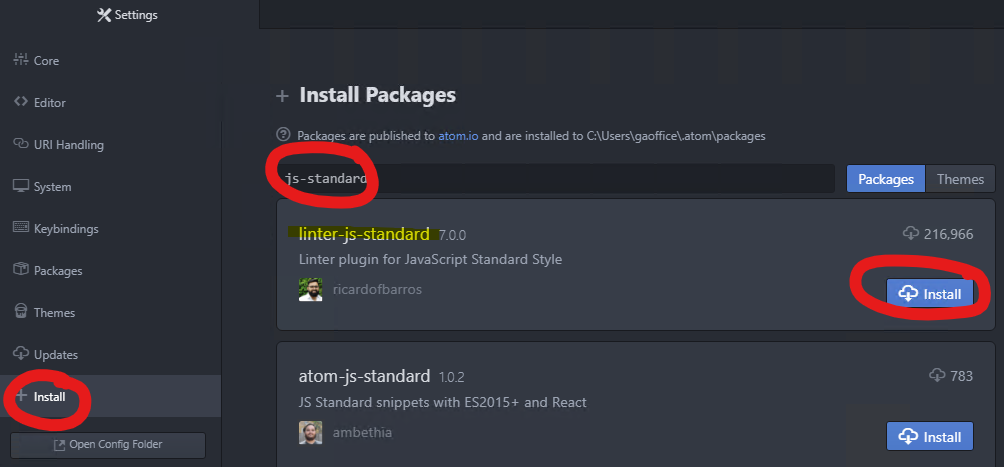 Settings
Core
Editor
URI Handling
System
Keybindings
Packages
Themes
Updates
Install
Open Config Folder
Install Packages
Packages are published to atom.io and are installed to C:\Users\gaoffice\.atom\packages
js-standard
Packages Themes
linter-js-standard 7.0.0 216,966
Linter plugin for JavaScript Standard Style
ricardofbarros Install
atom-js-standard 1.0.2 783
JS Standard snippets with ES2015+ and React
ambethia Install